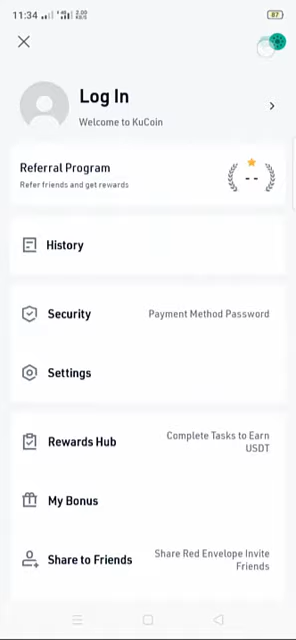 11:34
87
Log In
Welcome to KuCoin
Referral Program
Refer friends and get rewards
--
History
Security
Payment Method Password
Settings
Rewards Hub
Complete Tasks to Earn
USDT
My Bonus
Share to Friends
Share Red Envelope Invite
Friends